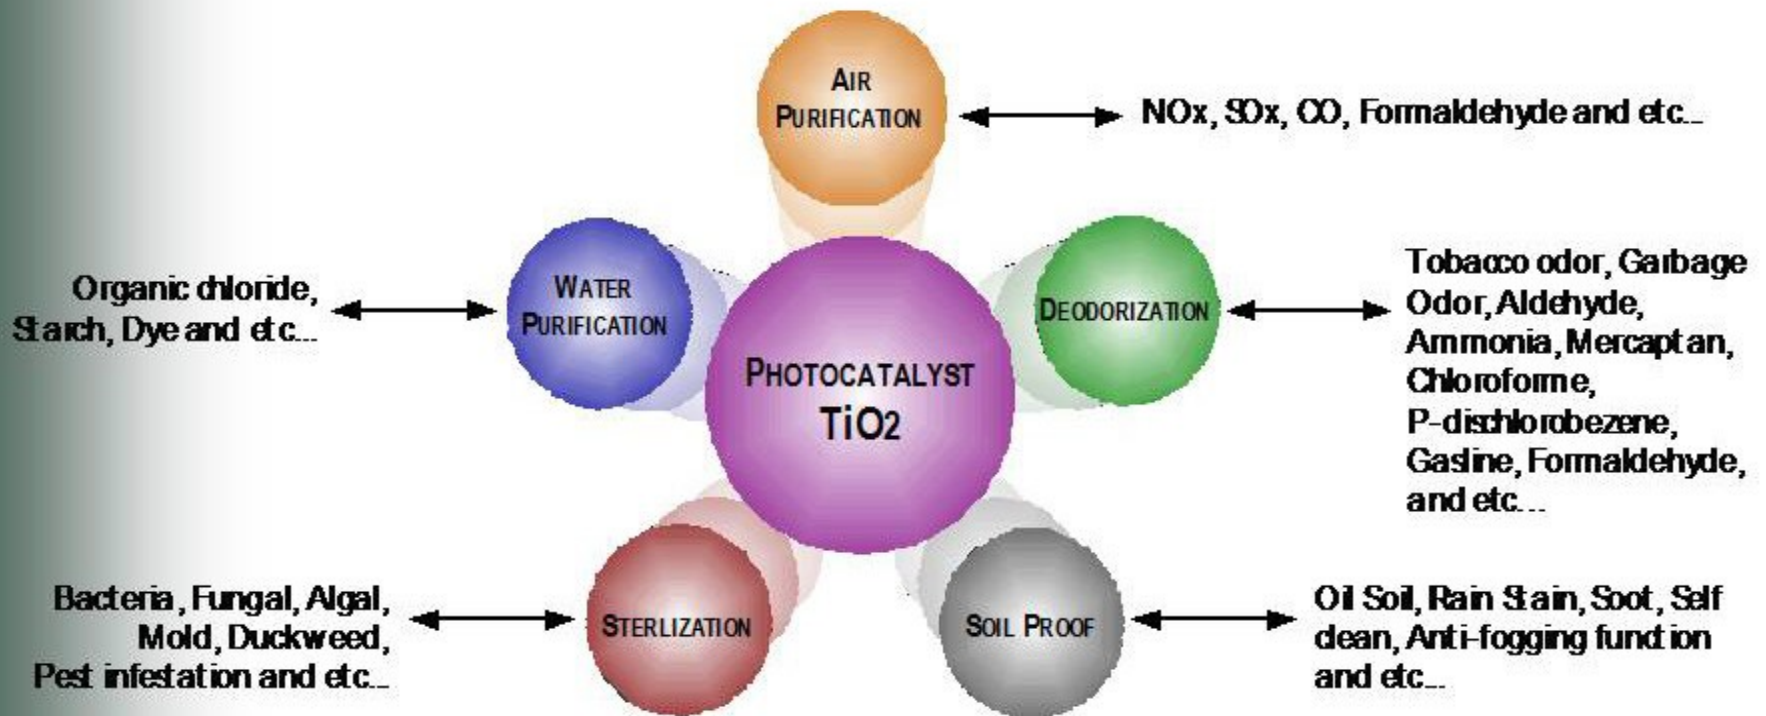 AIR
PURIFICATION
NOx, SOx, CO, Formaldehyde and etc...
WATER
PURIFICATION
Organic chloride,
Starch, Dye and etc...
DEODORIZATION
Tobacco odor, Garbage
Odor, Aldehyde,
Ammonia, Mercaptan,
Chloroforme,
P-dischlorobezene,
Gasline, Formaldehyde,
and etc...
PHOTOCATALYST
TiO2
STERLIZATION
Bacteria, Fungal, Algal,
Mold, Duckweed,
Pest infestation and etc...
SOIL PROOF
Oil Soil, Rain Stain, Soot, Self
clean, Anti-fogging function
and etc...